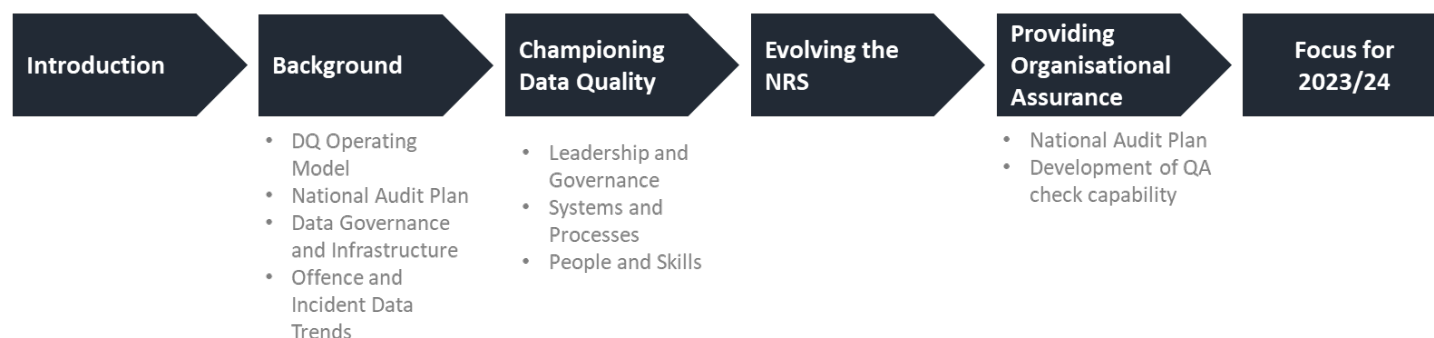 Introduction
Background
• DQ Operating
Model
• National Audit Plan
• Data Governance
and Infrastructure
• Offence and
Incident Data
Trends
Championing
Data Quality
• Leadership and
Governance
• Systems and
Processes
• People and Skills
Evolving the
NRS
Providing
Organisational
Assurance
• National Audit Plan
• Development of QA
check capability
Focus for
2023/24